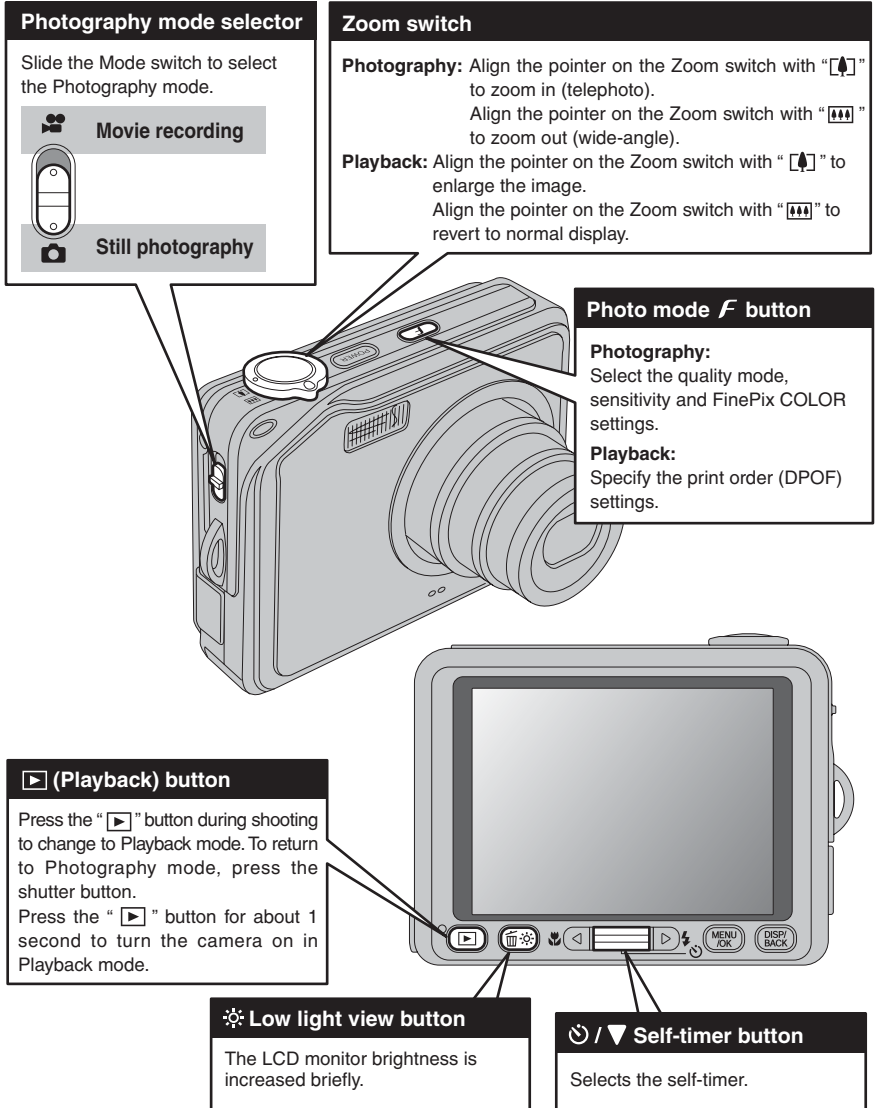 Photography mode selector
Slide the Mode switch to select
the Photography mode.
Movie recording
Still photography
Zoom switch
Photography: Align the pointer on the Zoom switch with “[ ]”
to zoom in (telephoto).
Align the pointer on the Zoom switch with “ ”
to zoom out (wide-angle).
Playback: Align the pointer on the Zoom switch with “ [ ] ” to
enlarge the image.
Align the pointer on the Zoom switch with “ ” to
revert to normal display.
Photo mode F button
Photography:
Select the quality mode,
sensitivity and FinePix COLOR
settings.
Playback:
Specify the print order (DPOF)
settings.
POWER
F
▶ (Playback) button
Press the “ ▶ ” button during shooting
to change to Playback mode. To return
to Photography mode, press the
shutter button.
Press the “ ▶ ” button for about 1
second to turn the camera on in
Playback mode.
MENU
/OK
DISP/
BACK
Low light view button
The LCD monitor brightness is
increased briefly.
/ ▼ Self-timer button
Selects the self-timer.